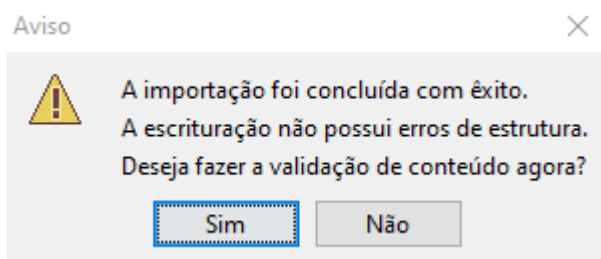 Aviso
A importação foi concluída com êxito.
A escrituração não possui erros de estrutura.
Deseja fazer a validação de conteúdo agora?
Sim Não